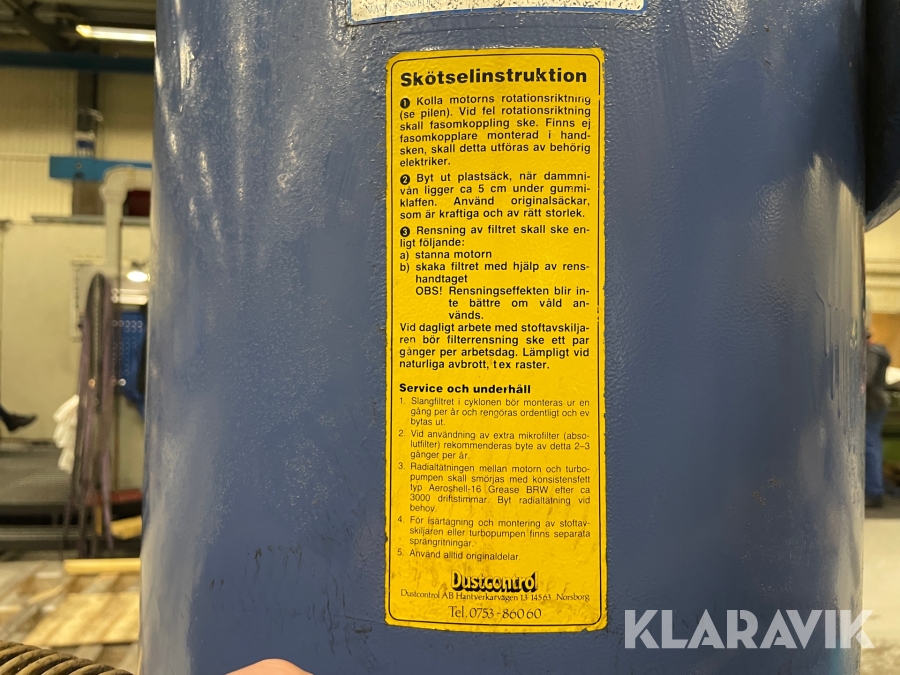 Skötselinstruktion
1 Kolla motorns rotationsriktning
(se pilen). Vid fel rotationsriktning
skall fasomkoppling ske. Finns ej
fasomkopplare monterad i hand-
sken, skall detta utföras av behörig
elektriker.
2 Byt ut plastsäck, när dammni-
vån ligger ca 5 cm under gummi-
klaffen. Använd originalsäckar,
som är kraftiga och av rätt storlek.
3 Rensning av filtret skall ske en-
ligt följande:
a) stanna motorn
b) skaka filtret med hjälp av rens-
handtaget
OBS! Rensningseffekten blir in-
te bättre om våld an-
vänds.
Vid dagligt arbete med stoftavskilja-
ren bör filterrensning ske ett par
gånger per arbetsdag. Lämpligt vid
naturliga avbrott, t ex raster.
Service och underhåll
1. Slangfiltret i cyklonen bör monteras ur en
gång per år och rengöras ordentligt och ev
bytas ut.
2. Vid användning av extra mikrofilter (abso-
lutfilter) rekommenderas byte av detta 2–3
gånger per år.
3. Radialtätningen mellan motorn och turbo-
pumpen skall smörjas med konsistensfett
typ Aeroshell-16 Grease BRW efter ca
3000 driftstimmar. Byt radialtätning vid
behov.
4. För isärtagning och montering av stoftav-
skiljaren eller turbopumpen finns separata
sprängritningar.
5. Använd alltid originaldelar.
Dustcontrol
Dustcontrol AB Hantverkarvägen 13 14563 Norsborg
Tel. 0753-860 60
KLARAVIK